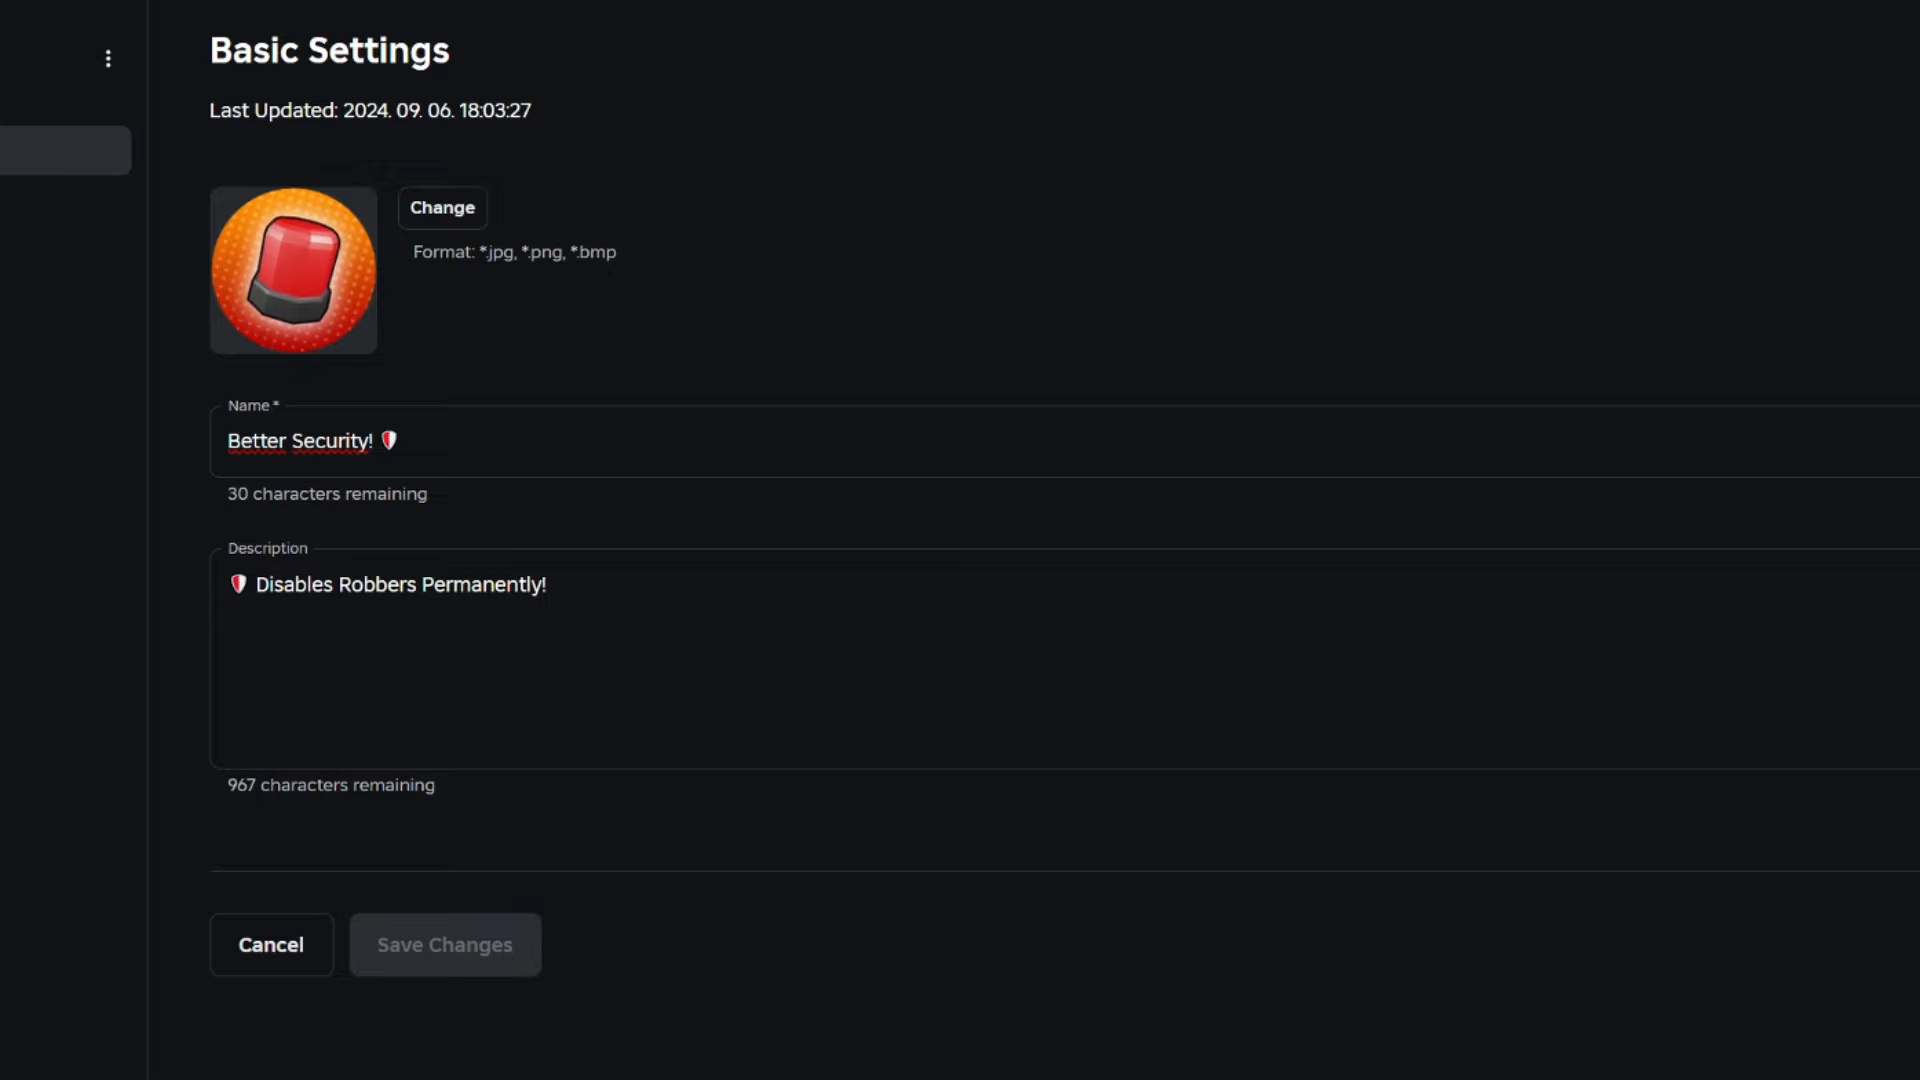 Basic Settings
Last Updated: 2024. 09. 06. 18:03:27
Change
Format: *.jpg, *.png, *.bmp
Name*
Better Security! 🛡️
30 characters remaining
Description
🛡️ Disables Robbers Permanently!
967 characters remaining
Cancel
Save Changes